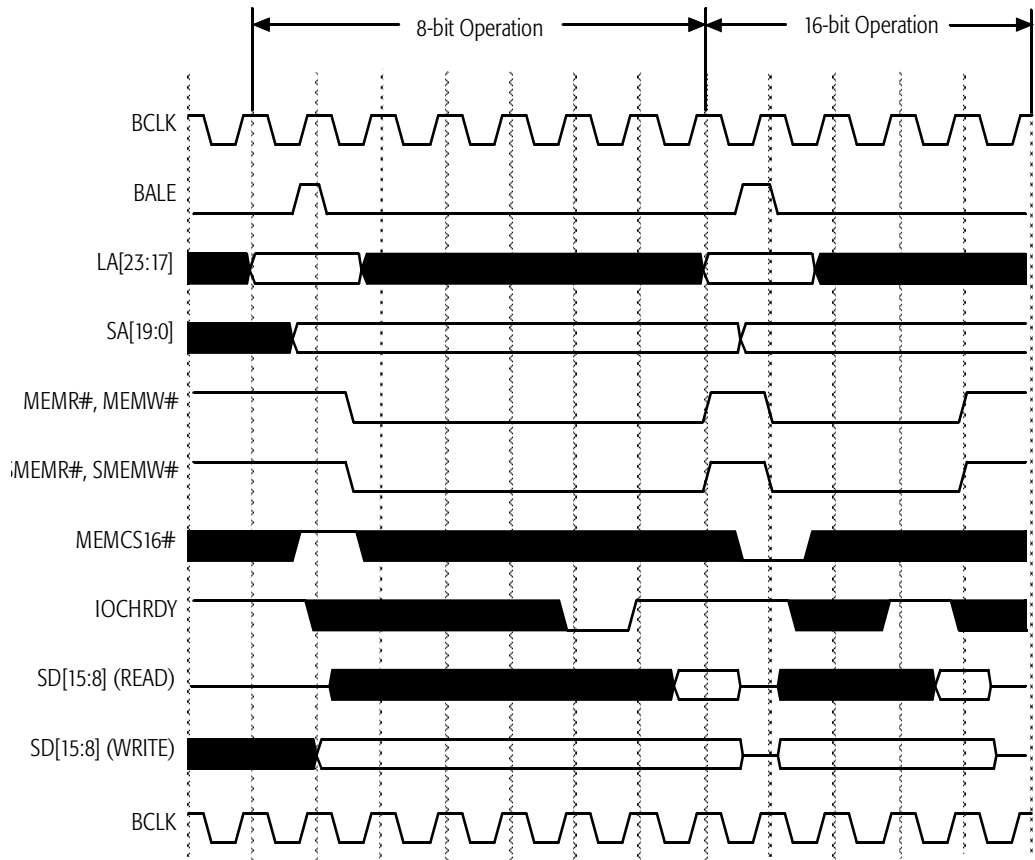 8-bit Operation
16-bit Operation
BCLK
BALE
LA[23:17]
SA[19:0]
MEMR#, MEMW#
SMEMR#, SMEMW#
MEMCS16#
IOCHRDY
SD[15:8] (READ)
SD[15:8] (WRITE)
BCLK